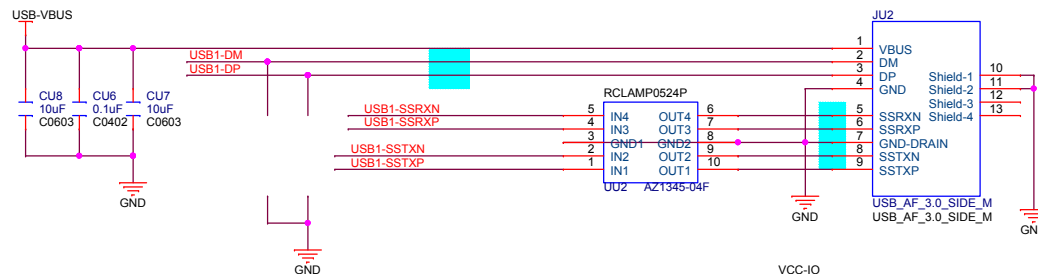 USB-VBUS
JU2
USB1-DM
USB1-DP
1 VBUS
2 DM
3 DP
4 GND
Shield-1 10
Shield-2 11
Shield-3 12
Shield-4 13
CU8
10uF
C0603
CU6
0.1uF
C0402
CU7
10uF
C0603
RCLAMP0524P
USB1-SSRXN 5 IN4 OUT4 6
USB1-SSRXP 4 IN3 OUT3 7
3 GND1 GND2 8
USB1-SSTXN 2 IN2 OUT2 9
USB1-SSTXP 1 IN1 OUT1 10
5 SSRXN
6 SSRXP
7 GND-DRAIN
8 SSTXN
9 SSTXP
UU2 AZ1345-04F
USB_AF_3.0_SIDE_M
USB_AF_3.0_SIDE_M
GND
GND
GN
GND
VCC-IO